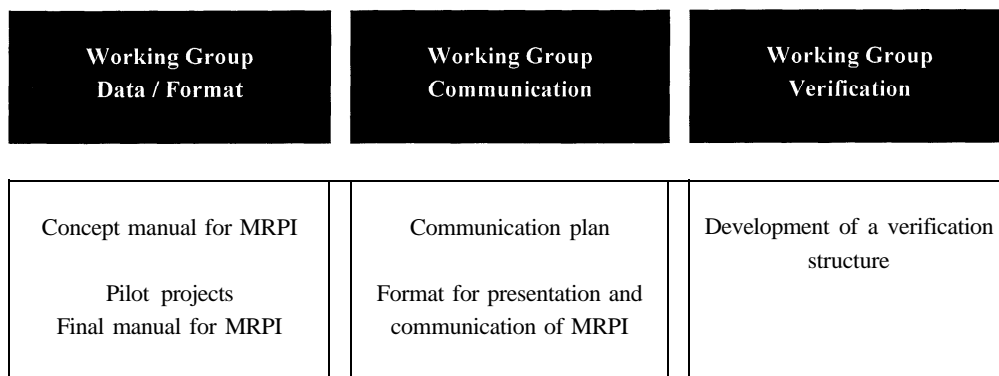 Working Group
Data / Format
Working Group
Communication
Working Group
Verification
Concept manual for MRPI
Pilot projects
Final manual for MRPI
Communication plan
Format for presentation and
communication of MRPI
Development of a verification
structure